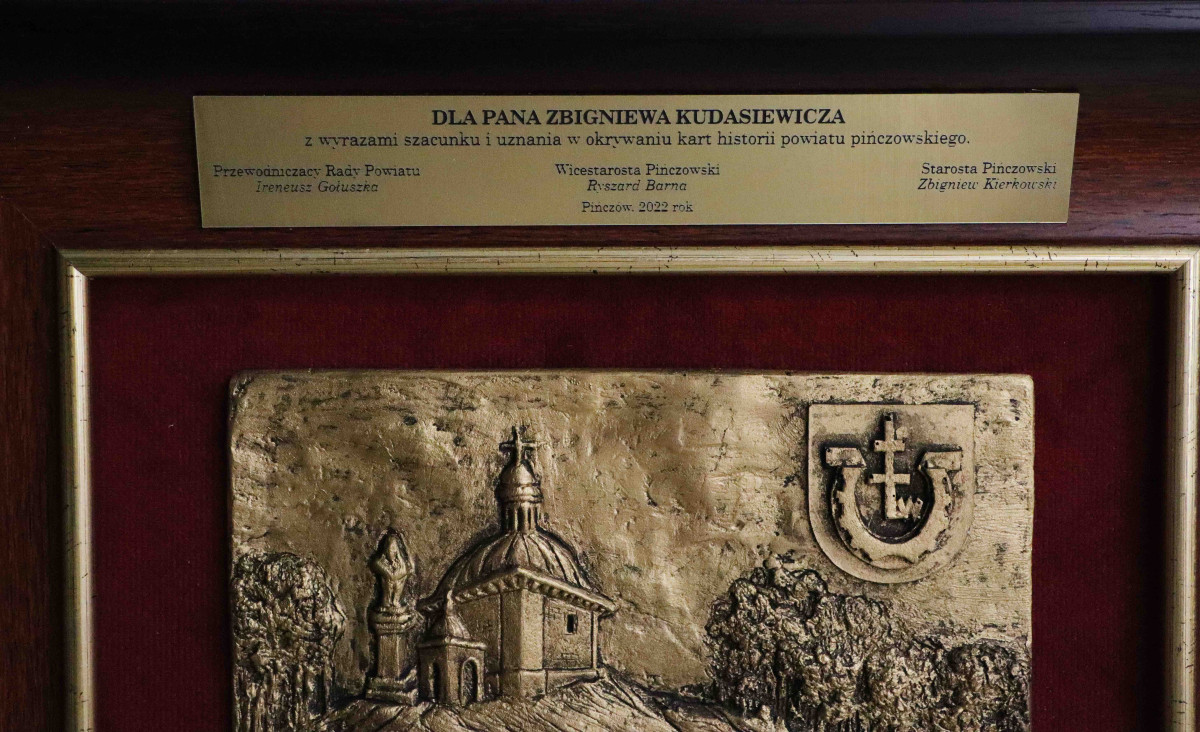 DLA PANA ZBIGNIEWA KUDASIEWICZA
z wyrazami szacunku i uznania w okrywaniu kart historii powiatu pińczowskiego.
Przewodniczacy Rady Powiatu
Ireneusz Gołuszka
Wicestarosta Pińczowski
Ryszard Barna
Starosta Pińczowski
Zbigniew Kierkowski
Pińczów, 2022 rok
W